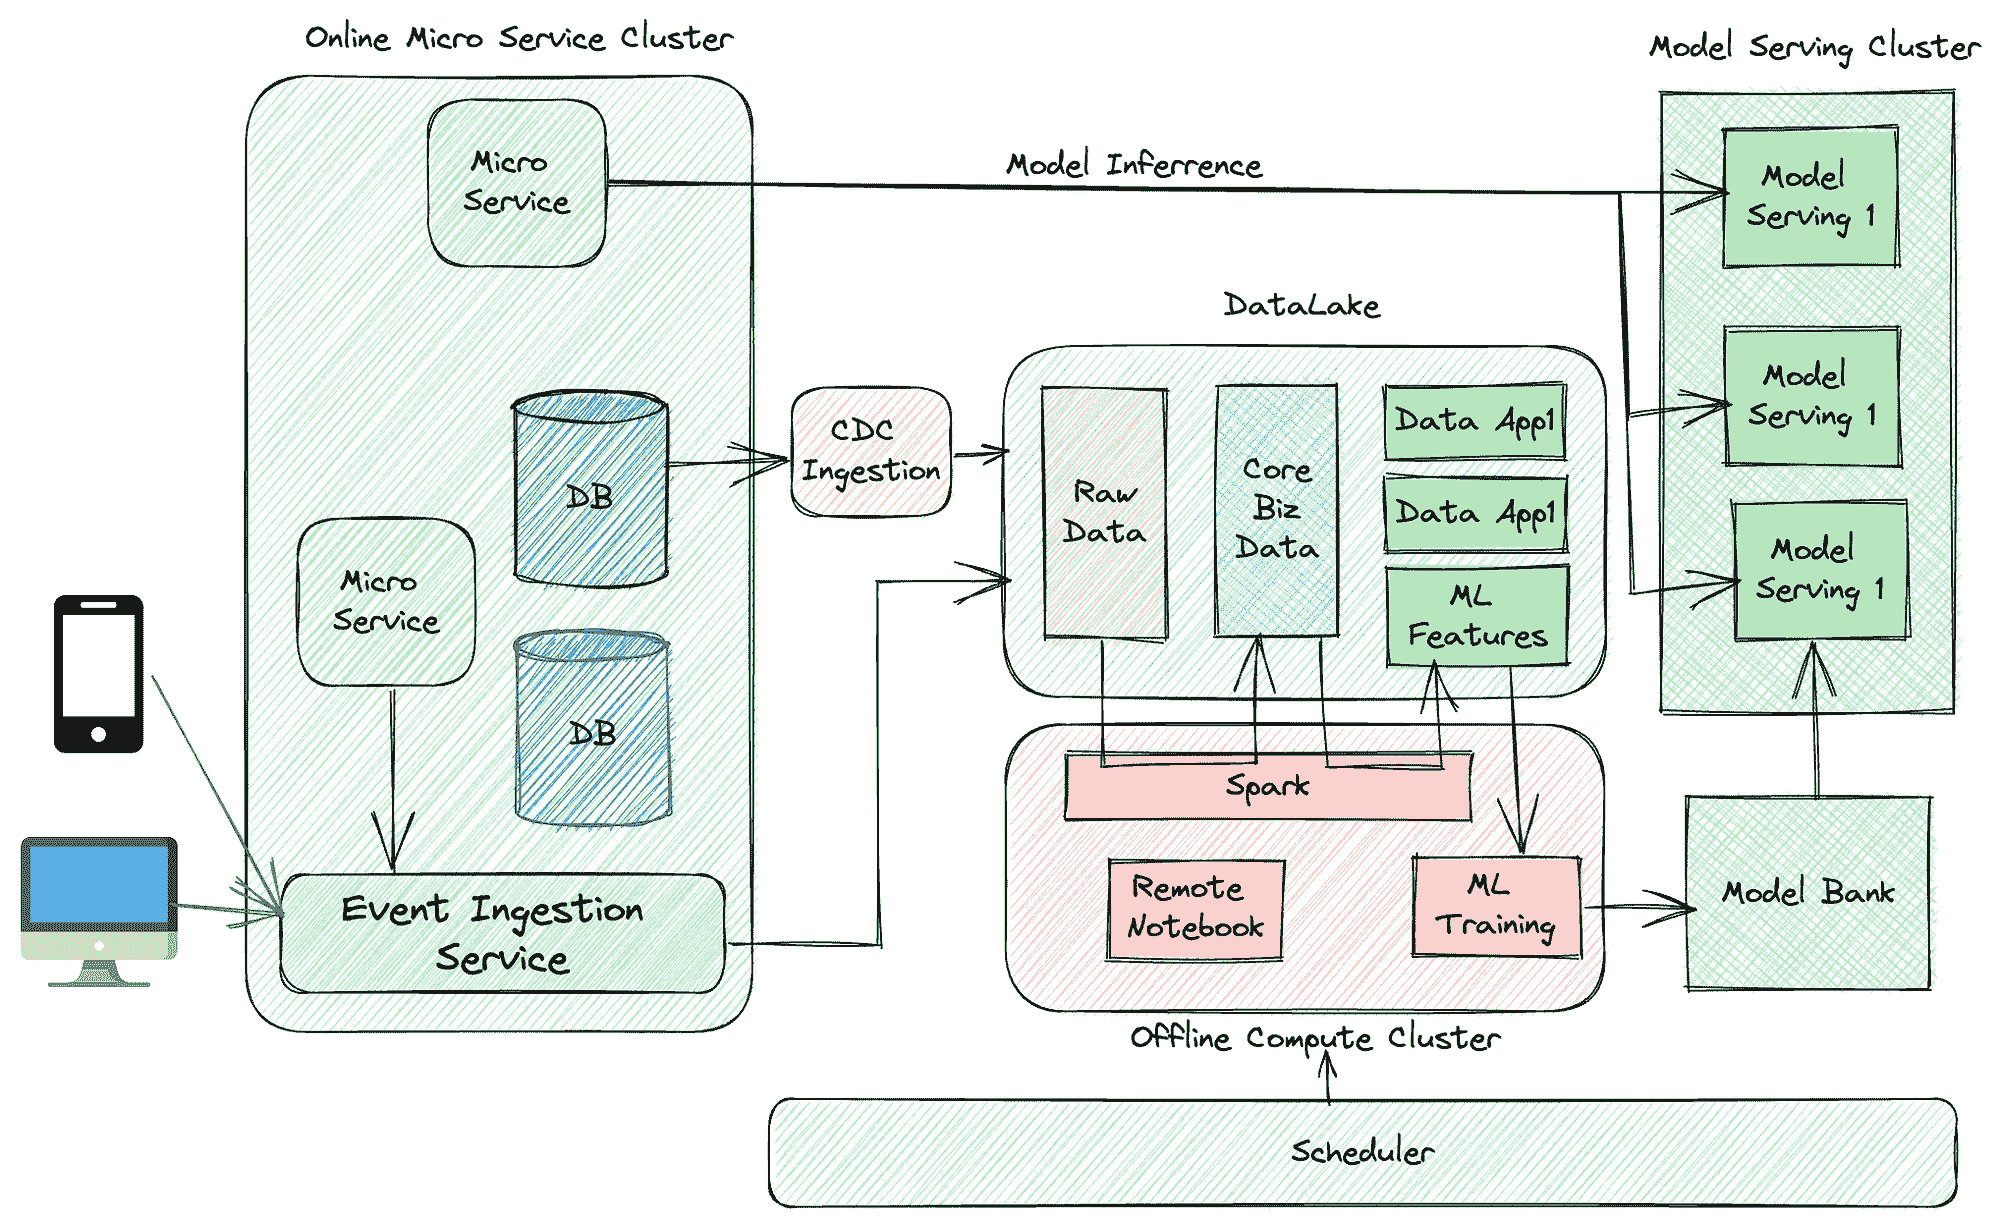 Online Micro Service Cluster
Model Serving Cluster
Micro
Service
Model Inferrence
Model
Serving 1
DataLake
Model
Serving 1
CDC
Ingestion
DB
Raw
Data
Core
Biz
Data
Data App1
Data App1
ML
Features
Model
Serving 1
Micro
Service
DB
Spark
Event Ingestion
Service
Remote
Notebook
ML
Training
Model Bank
Offline Compute Cluster
Scheduler